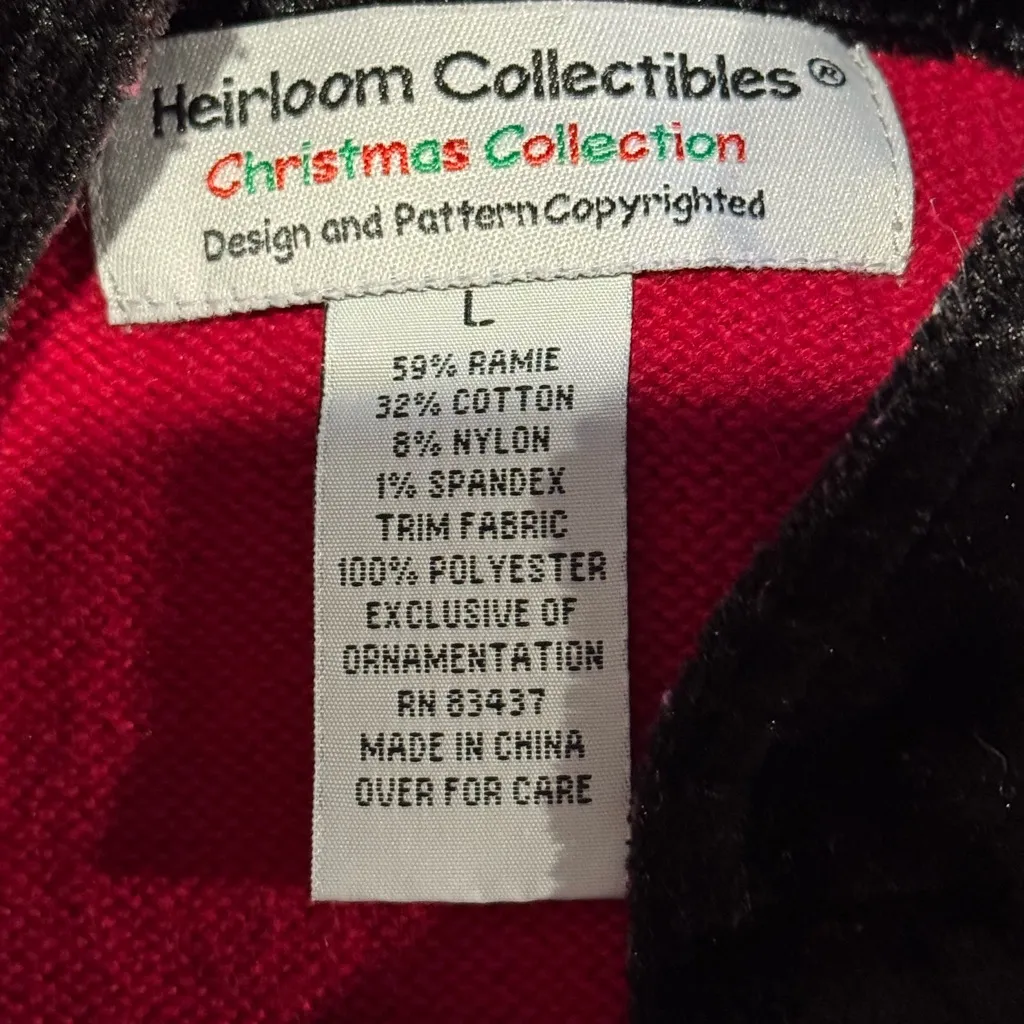 Heirloom Collectibles®
Christmas Collection
Design and Pattern Copyrighted
L
59% RAMIE
32% COTTON
8% NYLON
1% SPANDEX
TRIM FABRIC
100% POLYESTER
EXCLUSIVE OF
ORNAMENTATION
RN 83437
MADE IN CHINA
OVER FOR CARE